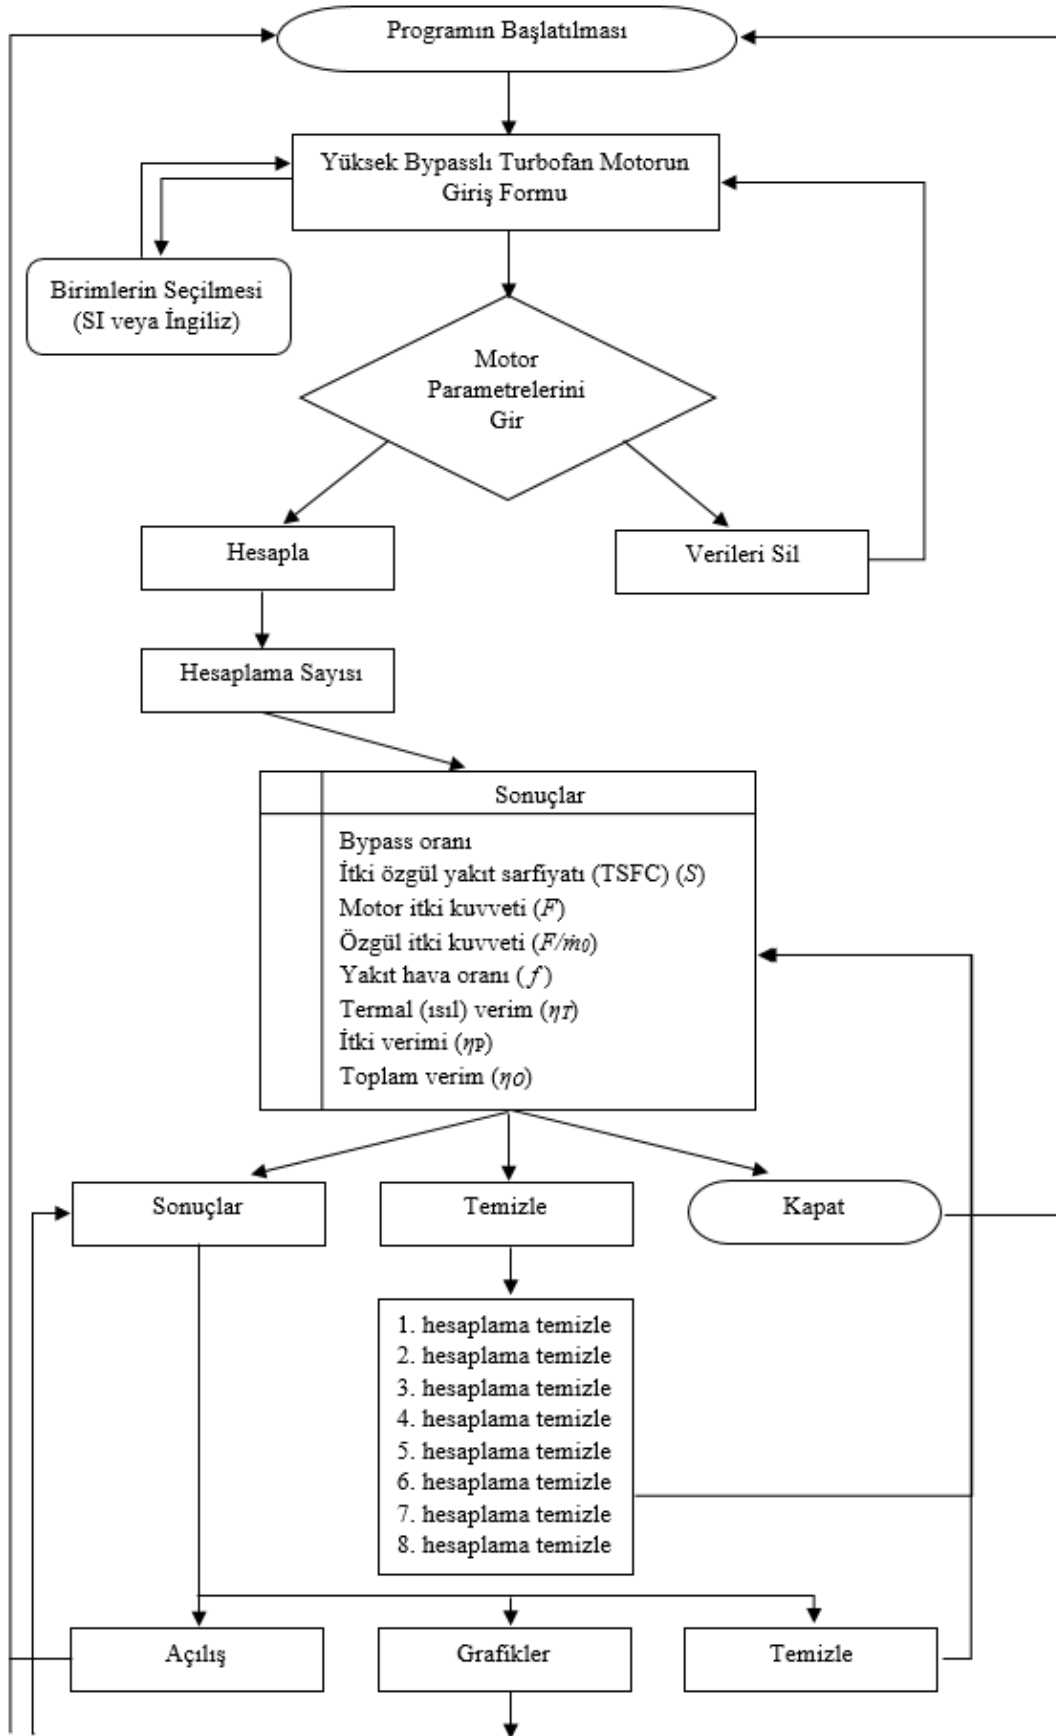 Programın Başlatılması
Yüksek Bypasslı Turbofan Motorun
Giriş Formu
Birimlerin Seçilmesi
(SI veya İngiliz)
Motor
Parametrelerini
Gir
Hesapla
Verileri Sil
Hesaplama Sayısı
Sonuçlar
Bypass oranı
İtki özgül yakıt sarfiyatı (TSFC) (S)
Motor itki kuvveti (F)
Özgül itki kuvveti (F/ṁ0)
Yakıt hava oranı (f)
Termal (ısıl) verim (ηT)
İtki verimi (ηP)
Toplam verim (ηO)
Sonuçlar
Temizle
Kapat
1. hesaplama temizle
2. hesaplama temizle
3. hesaplama temizle
4. hesaplama temizle
5. hesaplama temizle
6. hesaplama temizle
7. hesaplama temizle
8. hesaplama temizle
Açılış
Grafikler
Temizle